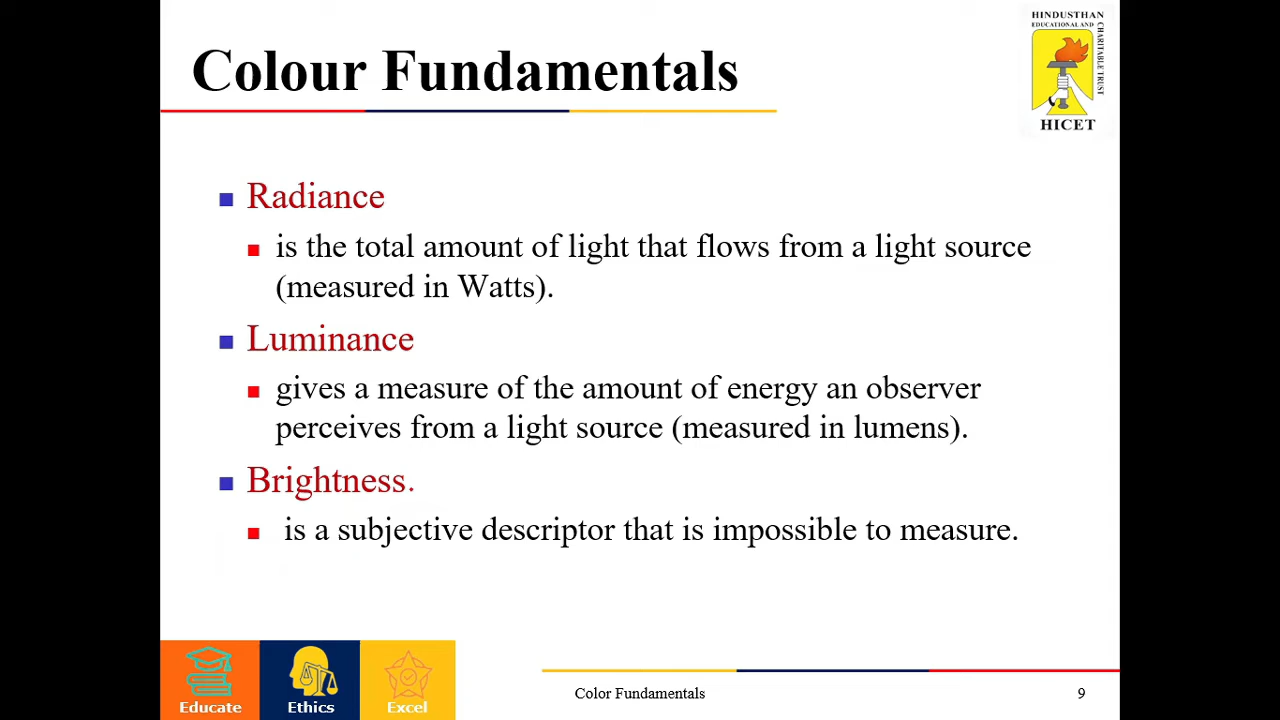 Colour Fundamentals
HINDUSTHAN
EDUCATIONAL AND
CHARITABLE TRUST
HICET
Radiance
is the total amount of light that flows from a light source
(measured in Watts).
Luminance
gives a measure of the amount of energy an observer
perceives from a light source (measured in lumens).
Brightness.
is a subjective descriptor that is impossible to measure.
Educate
Ethics
Excel
Color Fundamentals
9